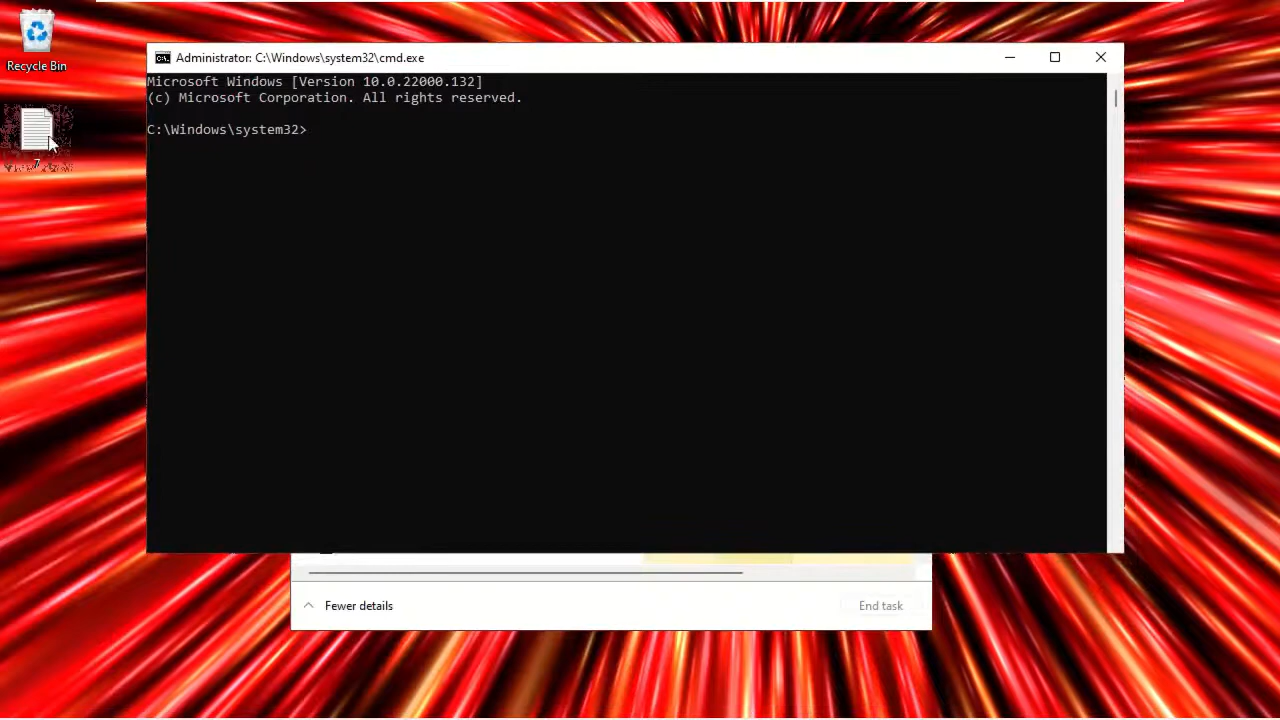 Recycle Bin
7
Administrator: C:\Windows\system32\cmd.exe
Microsoft Windows [Version 10.0.22000.132]
(c) Microsoft Corporation. All rights reserved.
C:\Windows\system32>
Fewer details
End task